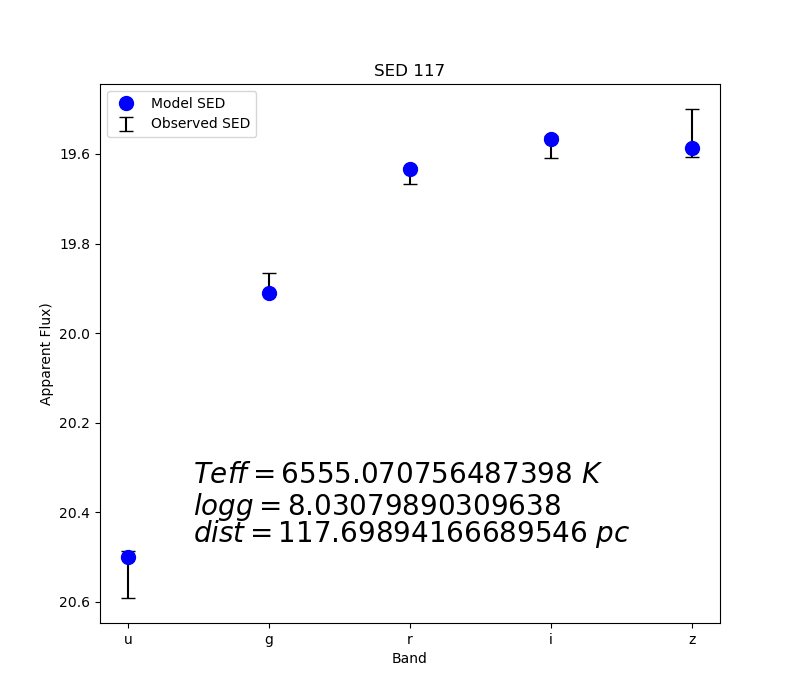 SED 117
Model SED
Observed SED
19.6
19.8
20.0
20.2
20.4
20.6
Apparent Flux)
Teff = 6555.070756487398 K
logg = 8.03079890309638
dist = 117.69894166689546 pc
u g r i z
Band